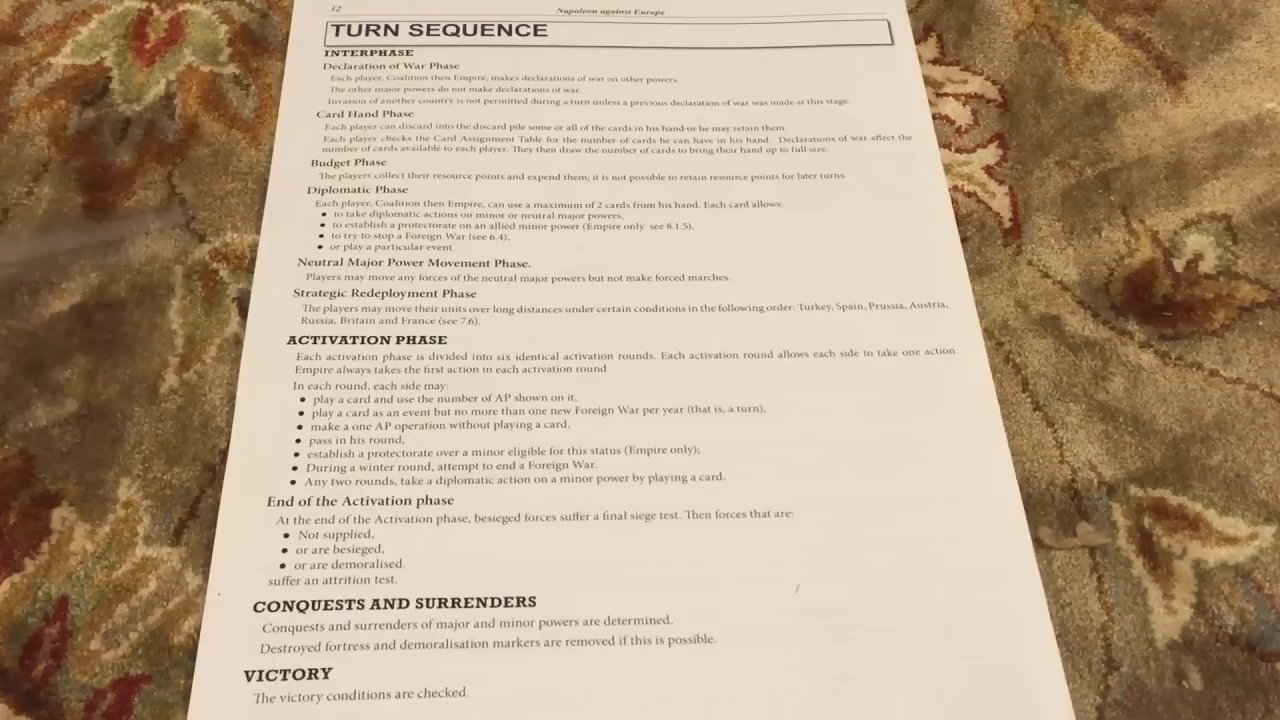 32
Napoleon against Europe
TURN SEQUENCE
INTERPHASE
Declaration of War Phase
Each player, Coalition then Empire, makes declarations of war on other powers.
The other major powers do not make declarations of war.
Invasion of another country is not permitted during a turn unless a previous declaration of war was made at this stage.
Card Hand Phase
Each player can discard into the discard pile some or all of the cards in his hand or he may retain them.
Each player checks the Card Assignment Table for the number of cards he can have in his hand. Declarations of war affect the
number of cards available to each player. They then draw the number of cards to bring their hand up to full size.
Budget Phase
The players collect their resource points and expend them; it is not possible to retain resource points for later turns.
Diplomatic Phase
Each player, Coalition then Empire, can use a maximum of 2 cards from his hand. Each card allows:
• to take diplomatic actions on minor or neutral major powers,
• to establish a protectorate on an allied minor power (Empire only see 8.1.5),
• to try to stop a Foreign War (see 6.4),
• or play a particular event.
Neutral Major Power Movement Phase.
Players may move any forces of the neutral major powers but not make forced marches.
Strategic Redeployment Phase
The players may move their units over long distances under certain conditions in the following order: Turkey, Spain, Prussia, Austria,
Russia, Britain and France (see 7.6).
ACTIVATION PHASE
Each activation phase is divided into six identical activation rounds. Each activation round allows each side to take one action.
Empire always takes the first action in each activation round
In each round, each side may:
• play a card and use the number of AP shown on it,
• play a card as an event but no more than one new Foreign War per year (that is, a turn),
• make a one AP operation without playing a card,
• pass in his round,
• establish a protectorate over a minor eligible for this status (Empire only);
• During a winter round, attempt to end a Foreign War.
• Any two rounds, take a diplomatic action on a minor power by playing a card.
End of the Activation phase
At the end of the Activation phase, besieged forces suffer a final siege test. Then forces that are:
• Not supplied,
• or are besieged,
• or are demoralised.
suffer an attrition test.
CONQUESTS AND SURRENDERS
Conquests and surrenders of major and minor powers are determined.
Destroyed fortress and demoralisation markers are removed if this is possible.
VICTORY
The victory conditions are checked.